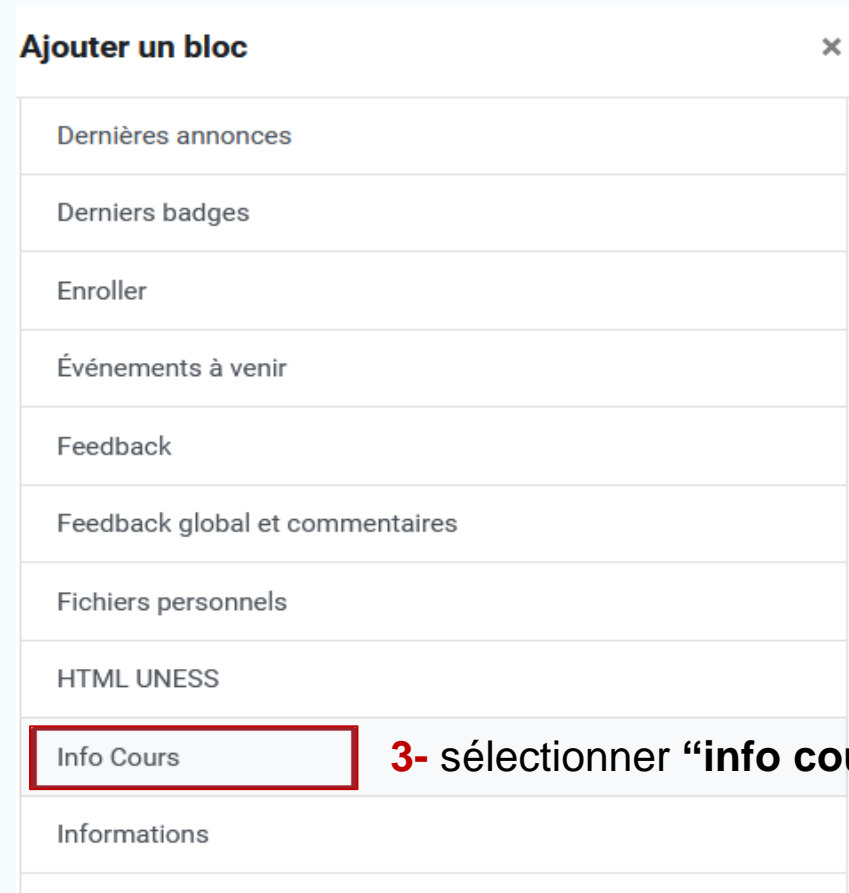 Ajouter un bloc ×
Dernières annonces
Derniers badges
Enroller
Événements à venir
Feedback
Feedback global et commentaires
Fichiers personnels
HTML UNESS
Info Cours 3- sélectionner “info
Informations